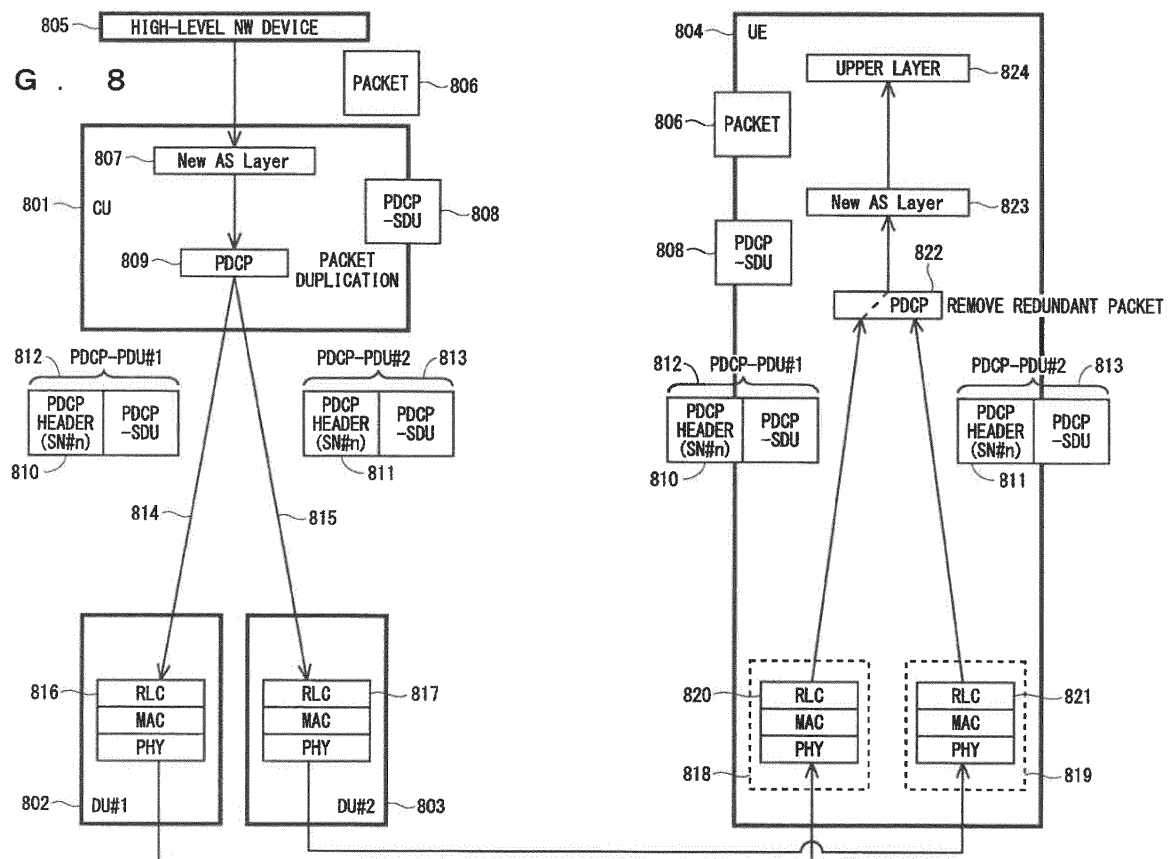 805
HIGH-LEVEL NW DEVICE
G . 8
PACKET
806
807
New AS Layer
801
CU
PDCP
-SDU
808
809
PDCP
PACKET
DUPLICATION
812
PDCP-PDU#1
PDCP
HEADER
(SN#n)
PDCP
-SDU
810
PDCP-PDU#2
813
PDCP
HEADER
(SN#n)
PDCP
-SDU
811
814
815
816
RLC
MAC
PHY
802
DU#1
RLC
MAC
PHY
817
DU#2
803
804
UE
UPPER LAYER
824
806
PACKET
New AS Layer
823
808
PDCP
-SDU
822
PDCP
REMOVE REDUNDANT PACKET
812
PDCP-PDU#1
PDCP
HEADER
(SN#n)
PDCP
-SDU
810
PDCP-PDU#2
813
PDCP
HEADER
(SN#n)
PDCP
-SDU
811
820
RLC
MAC
PHY
818
RLC
MAC
PHY
821
819